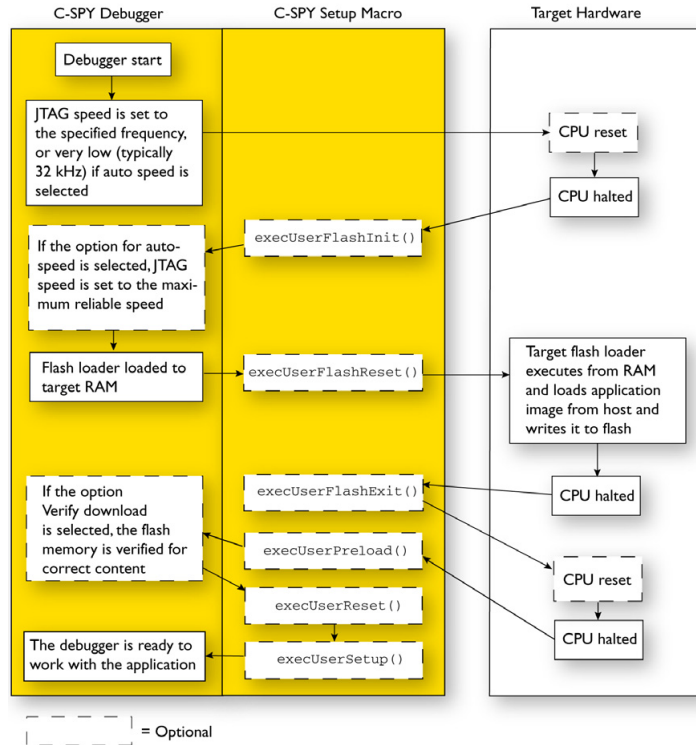 C-SPY Debugger
C-SPY Setup Macro
Target Hardware
Debugger start
JTAG speed is set to
the specified frequency,
or very low (typically
32 kHz) if auto speed is
selected
CPU reset
CPU halted
execUserFlashInit()
If the option for auto-
speed is selected, JTAG
speed is set to the maxi-
mum reliable speed
Flash loader loaded to
target RAM
execUserFlashReset()
Target flash loader
executes from RAM
and loads application
image from host and
writes it to flash
CPU halted
execUserFlashExit()
If the option
Verify download
is selected, the flash
memory is verified for
correct content
execUserPreload()
CPU reset
execUserReset()
CPU halted
The debugger is ready to
work with the application
execUserSetup()
= Optional